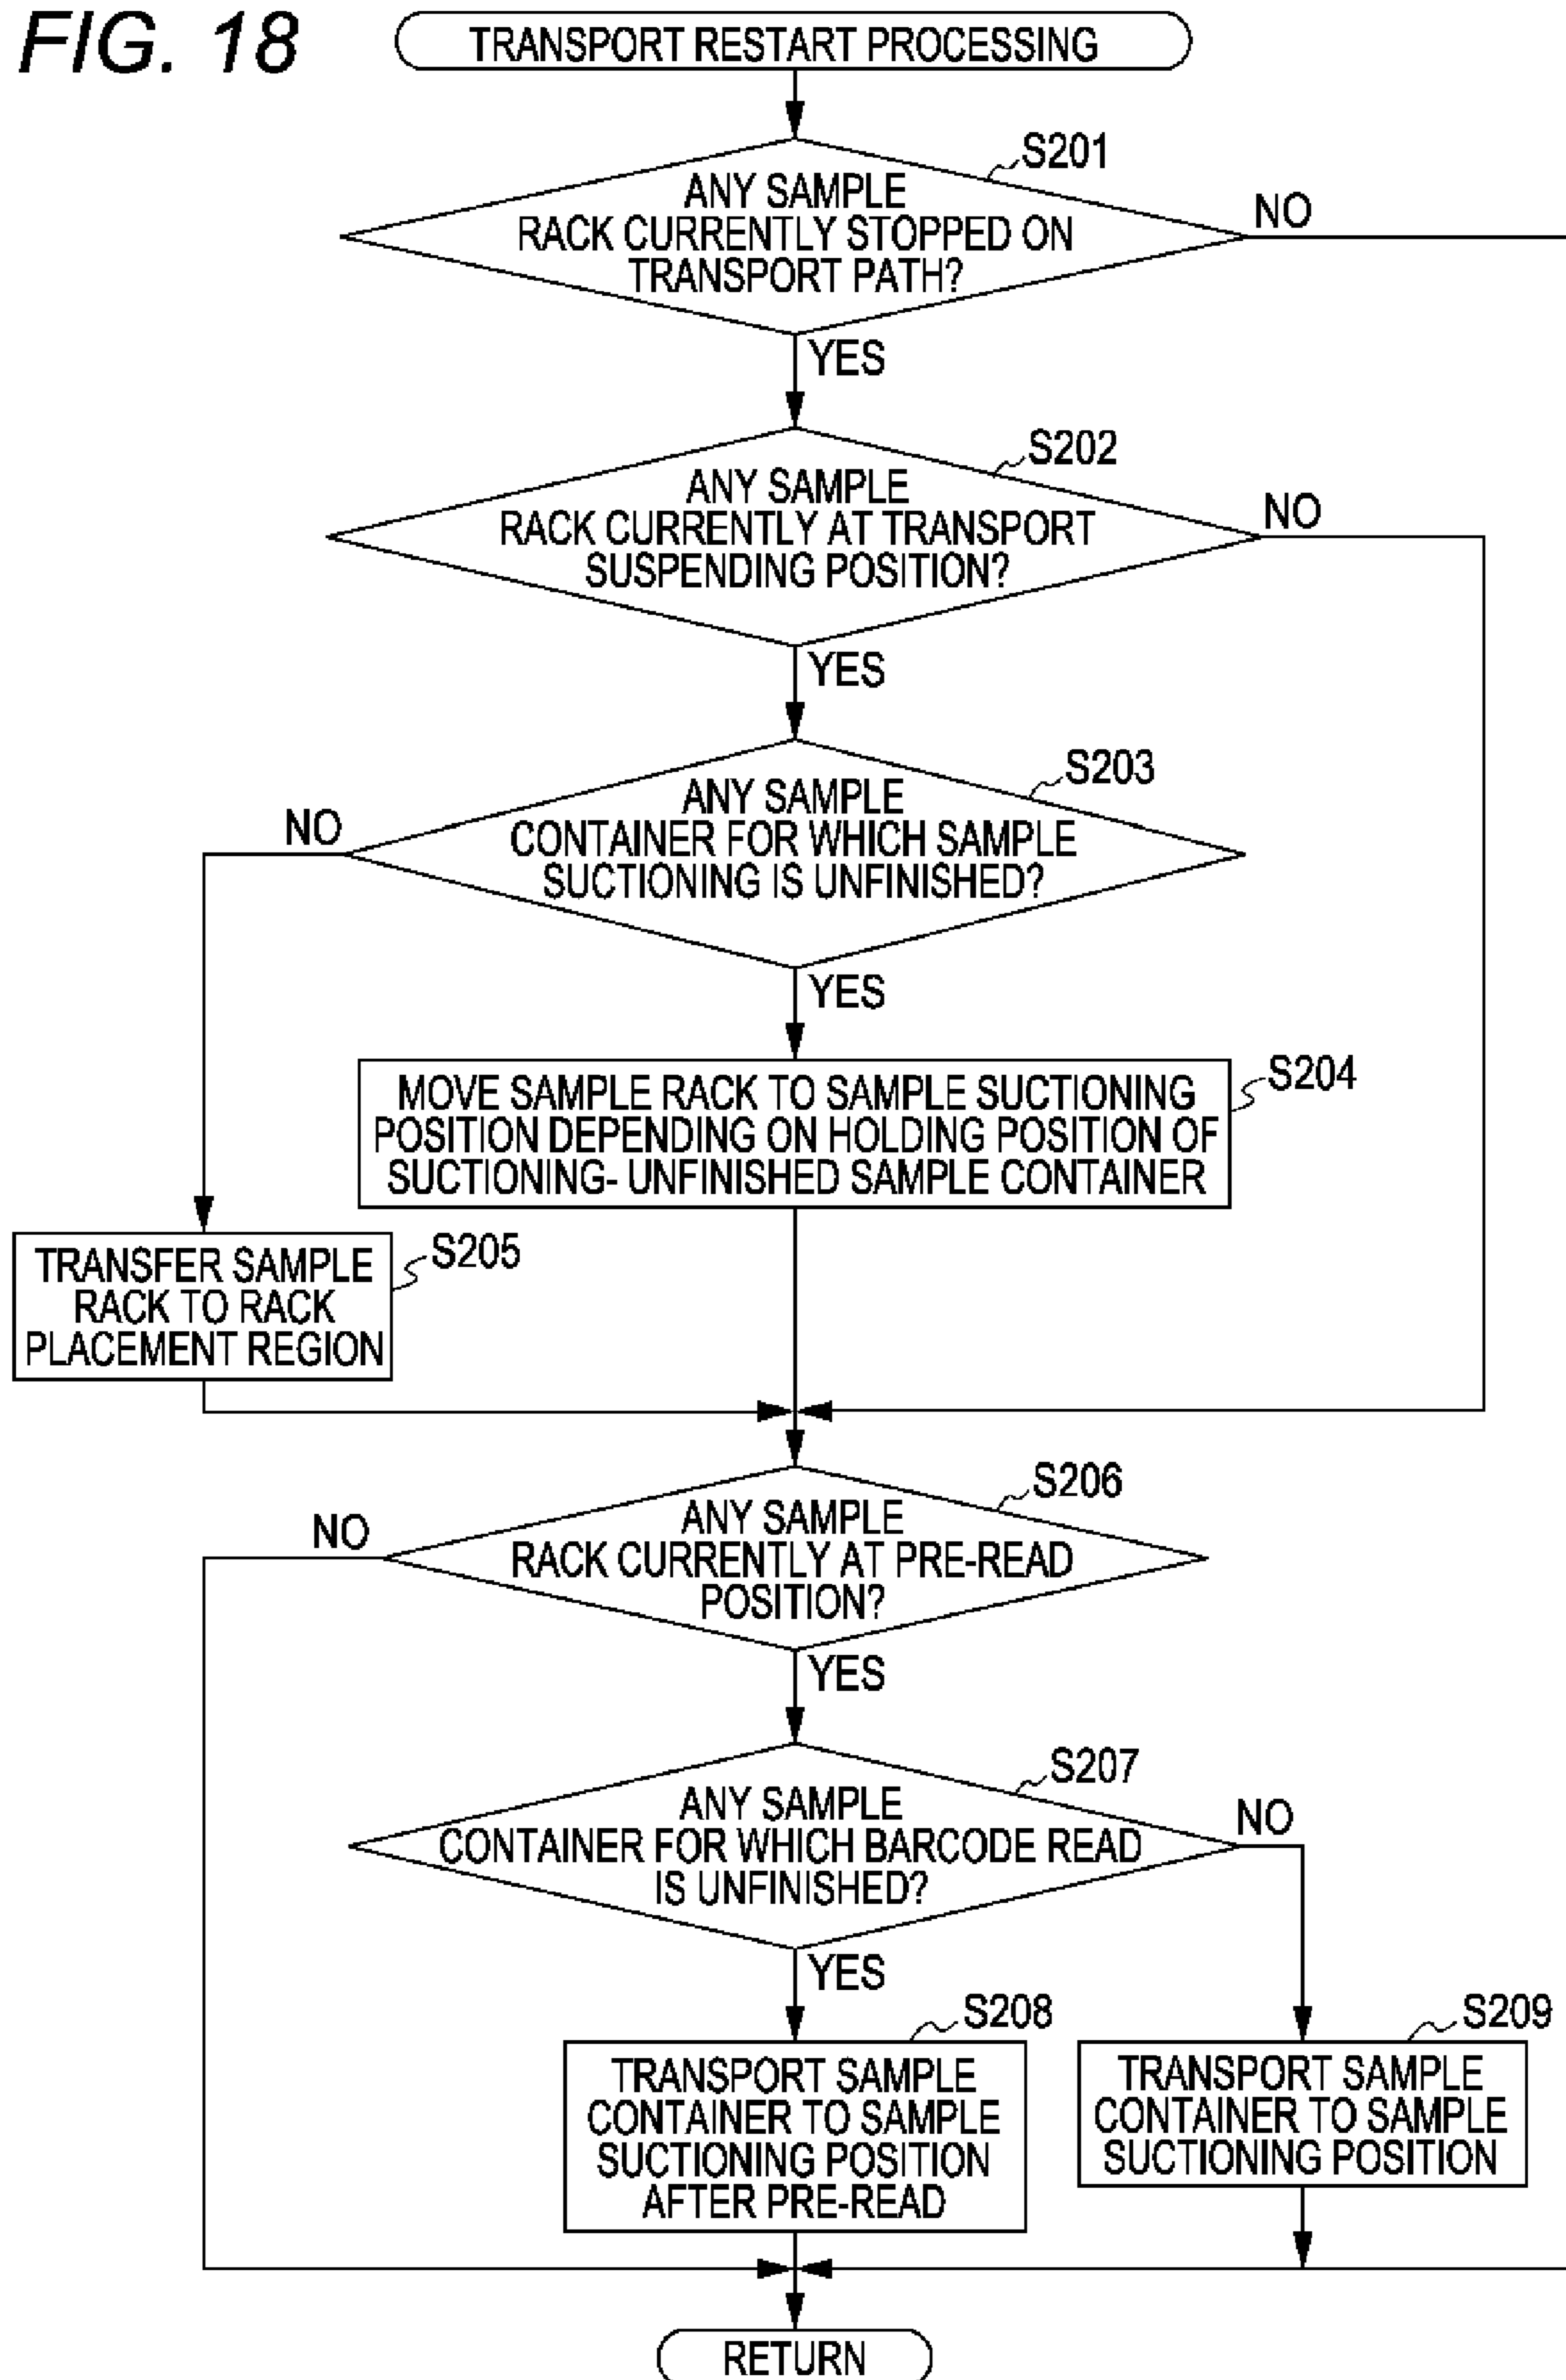 FIG. 18
TRANSPORT RESTART PROCESSING
S201
ANY SAMPLE
RACK CURRENTLY STOPPED ON
TRANSPORT PATH?
NO
YES
S202
ANY SAMPLE
RACK CURRENTLY AT TRANSPORT
SUSPENDING POSITION?
NO
YES
S203
ANY SAMPLE
CONTAINER FOR WHICH SAMPLE
SUCTIONING IS UNFINISHED?
NO
YES
S204
MOVE SAMPLE RACK TO SAMPLE SUCTIONING
POSITION DEPENDING ON HOLDING POSITION OF
SUCTIONING- UNFINISHED SAMPLE CONTAINER
S205
TRANSFER SAMPLE
RACK TO RACK
PLACEMENT REGION
S206
ANY SAMPLE
RACK CURRENTLY AT PRE-READ
POSITION?
NO
YES
S207
ANY SAMPLE
CONTAINER FOR WHICH BARCODE READ
IS UNFINISHED?
NO
YES
S208
TRANSPORT SAMPLE
CONTAINER TO SAMPLE
SUCTIONING POSITION
AFTER PRE-READ
S209
TRANSPORT SAMPLE
CONTAINER TO SAMPLE
SUCTIONING POSITION
RETURN